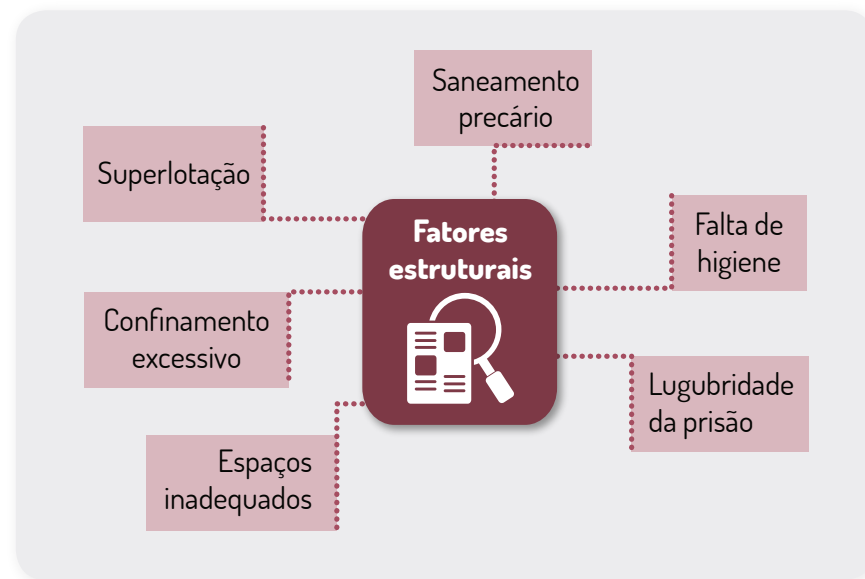 Saneamento
precário
Superlotação
Fatores
estruturais
Falta de
higiene
Confinamento
excessivo
Lugubridade
da prisão
Espaços
inadequados